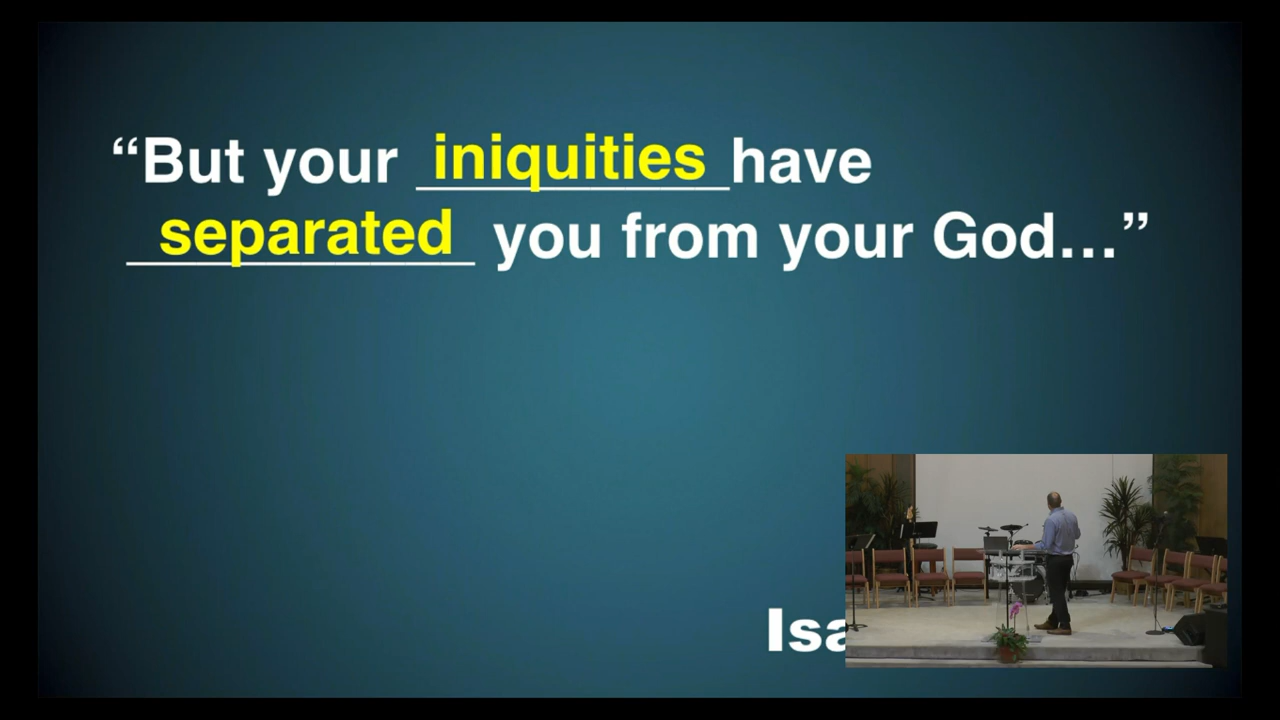 “But your iniquities have
separated you from your God…”
Isa